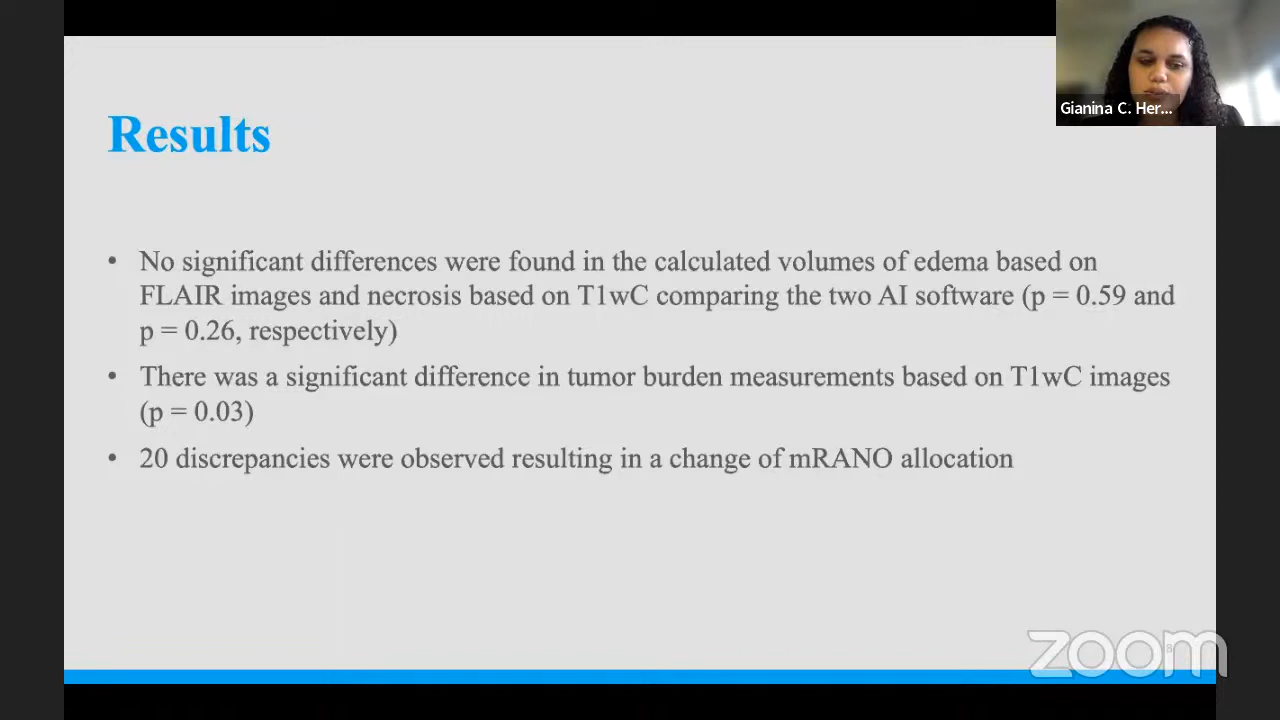 Gianina C. Her...
Results
• No significant differences were found in the calculated volumes of edema based on
FLAIR images and necrosis based on T1wC comparing the two AI software (p = 0.59 and
p = 0.26, respectively)
• There was a significant difference in tumor burden measurements based on T1wC images
(p = 0.03)
• 20 discrepancies were observed resulting in a change of mRANO allocation
8
zoom